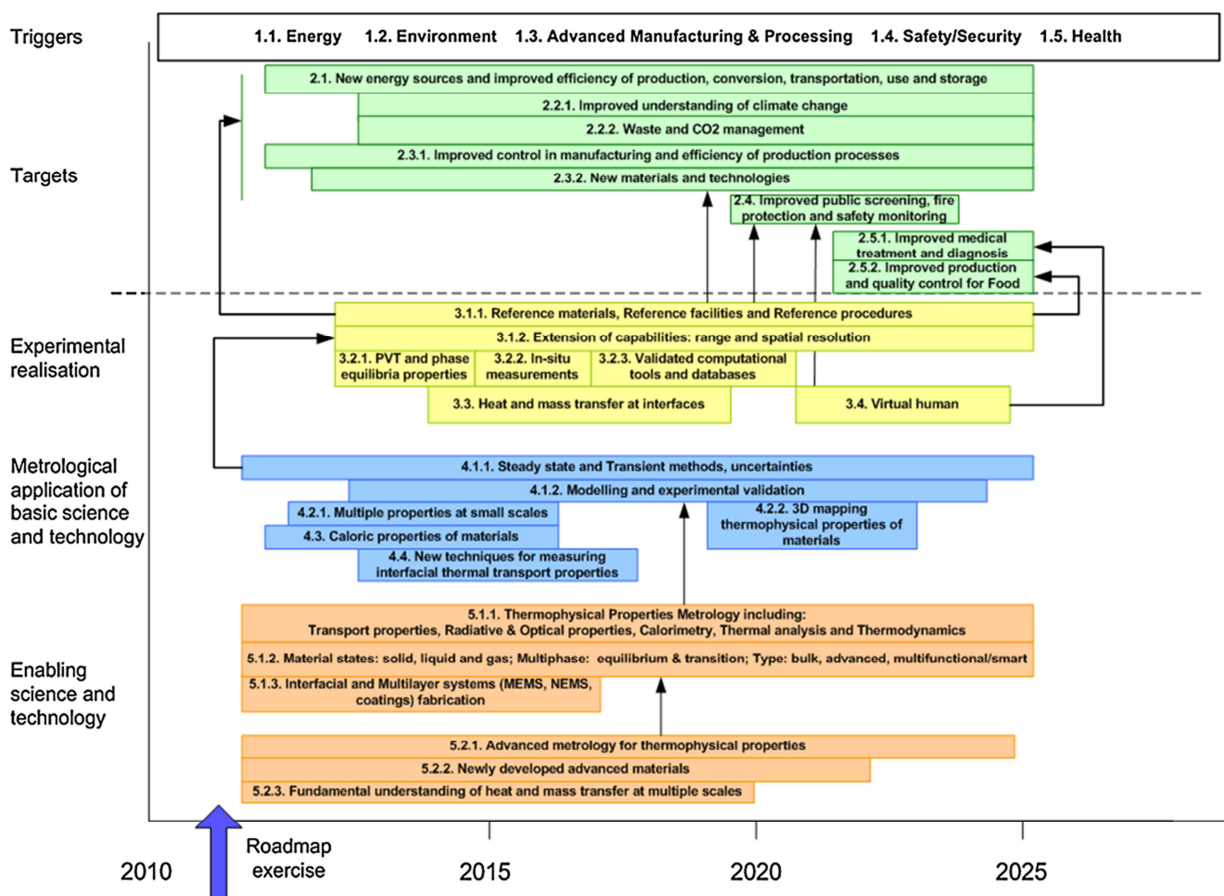 Triggers
1.1. Energy 1.2. Environment 1.3. Advanced Manufacturing & Processing 1.4. Safety/Security 1.5. Health
Targets
2.1. New energy sources and improved efficiency of production, conversion, transportation, use and storage
2.2.1. Improved understanding of climate change
2.2.2. Waste and CO2 management
2.3.1. Improved control in manufacturing and efficiency of production processes
2.3.2. New materials and technologies
2.4. Improved public screening, fire
protection and safety monitoring
2.5.1. Improved medical
treatment and diagnosis
2.5.2. Improved production
and quality control for Food
Experimental
realisation
3.1.1. Reference materials, Reference facilities and Reference procedures
3.1.2. Extension of capabilities: range and spatial resolution
3.2.1. PVT and phase
equilibria properties
3.2.2. In-situ
measurements
3.2.3. Validated computational
tools and databases
3.3. Heat and mass transfer at interfaces
3.4. Virtual human
Metrological
application of
basic science
and technology
4.1.1. Steady state and Transient methods, uncertainties
4.1.2. Modelling and experimental validation
4.2.1. Multiple properties at small scales
4.2.2. 3D mapping
thermophysical properties of
materials
4.3. Caloric properties of materials
4.4. New techniques for measuring
interfacial thermal transport properties
Enabling
science and
technology
5.1.1. Thermophysical Properties Metrology including:
Transport properties, Radiative & Optical properties, Calorimetry, Thermal analysis and Thermodynamics
5.1.2. Material states: solid, liquid and gas; Multiphase: equilibrium & transition; Type: bulk, advanced, multifunctional/smart
5.1.3. Interfacial and Multilayer systems (MEMS, NEMS,
coatings) fabrication
5.2.1. Advanced metrology for thermophysical properties
5.2.2. Newly developed advanced materials
5.2.3. Fundamental understanding of heat and mass transfer at multiple scales
Roadmap
exercise
2010 2015 2020 2025